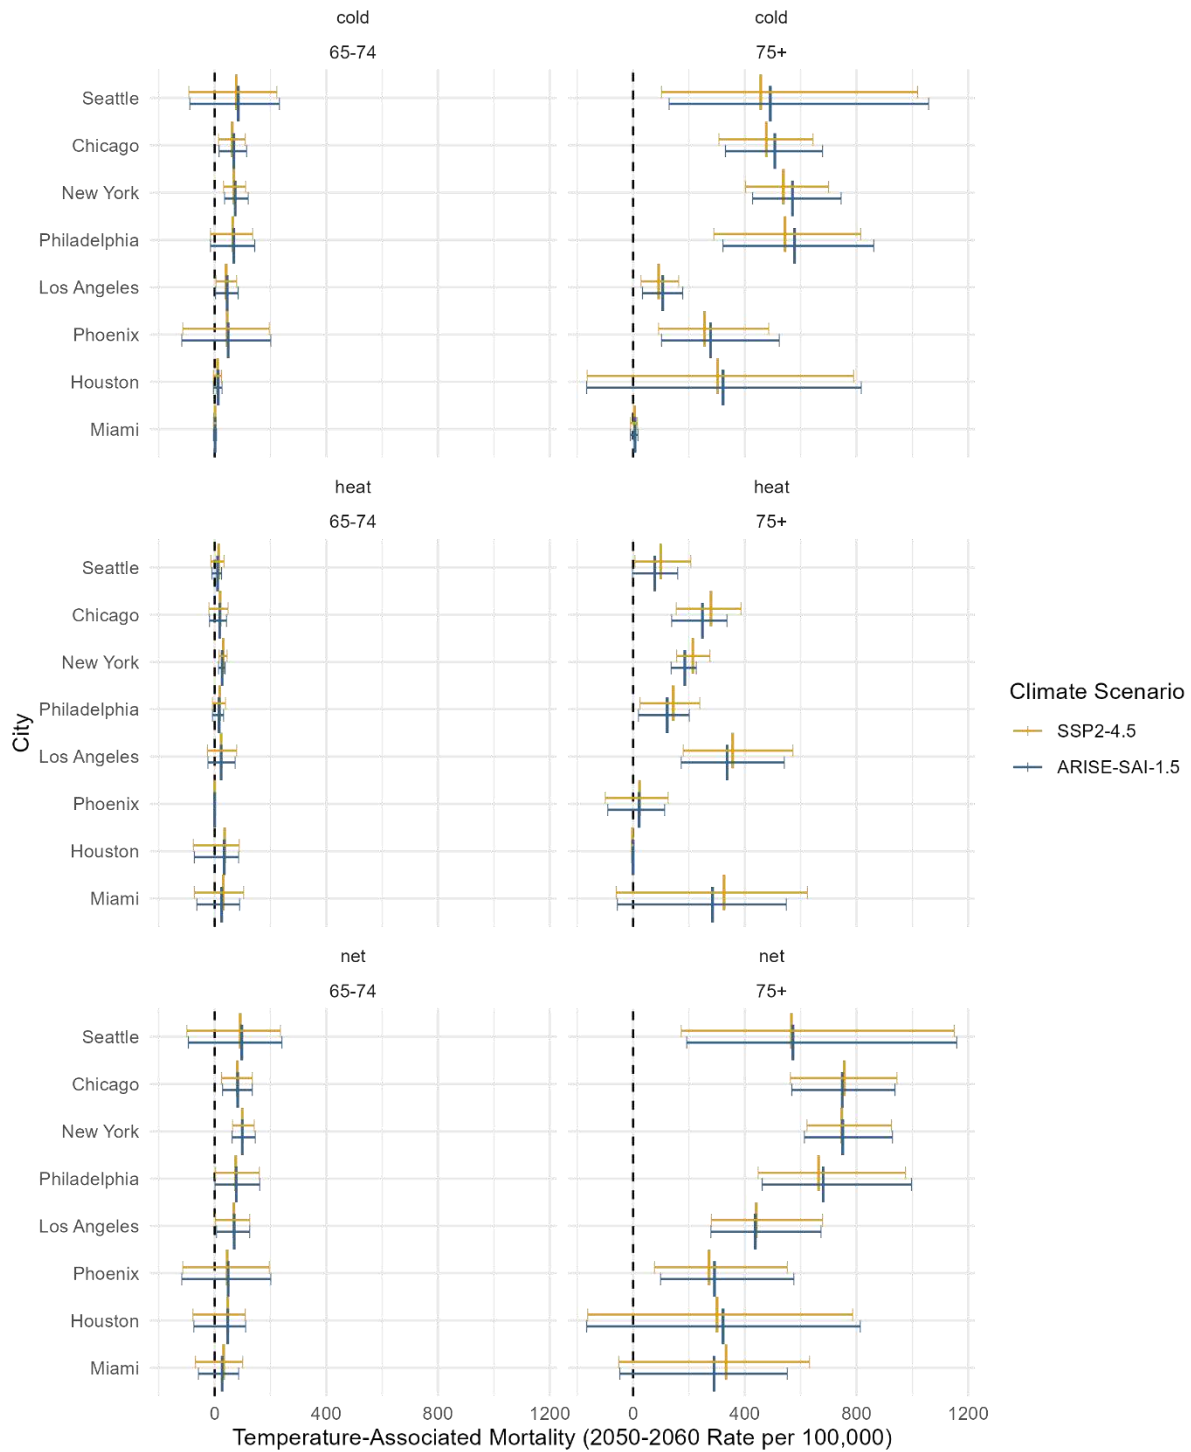 cold
cold
65-74
75+
Seattle
Chicago
New York
Philadelphia
Los Angeles
Phoenix
Houston
Miami
heat
heat
65-74
75+
Seattle
Chicago
New York
Philadelphia
Los Angeles
Phoenix
Houston
Miami
City
Climate Scenario
SSP2-4.5
ARISE-SAI-1.5
net
net
65-74
75+
Seattle
Chicago
New York
Philadelphia
Los Angeles
Phoenix
Houston
Miami
0 400 800 1200
0 400 800 1200
Temperature-Associated Mortality (2050-2060 Rate per 100,000)